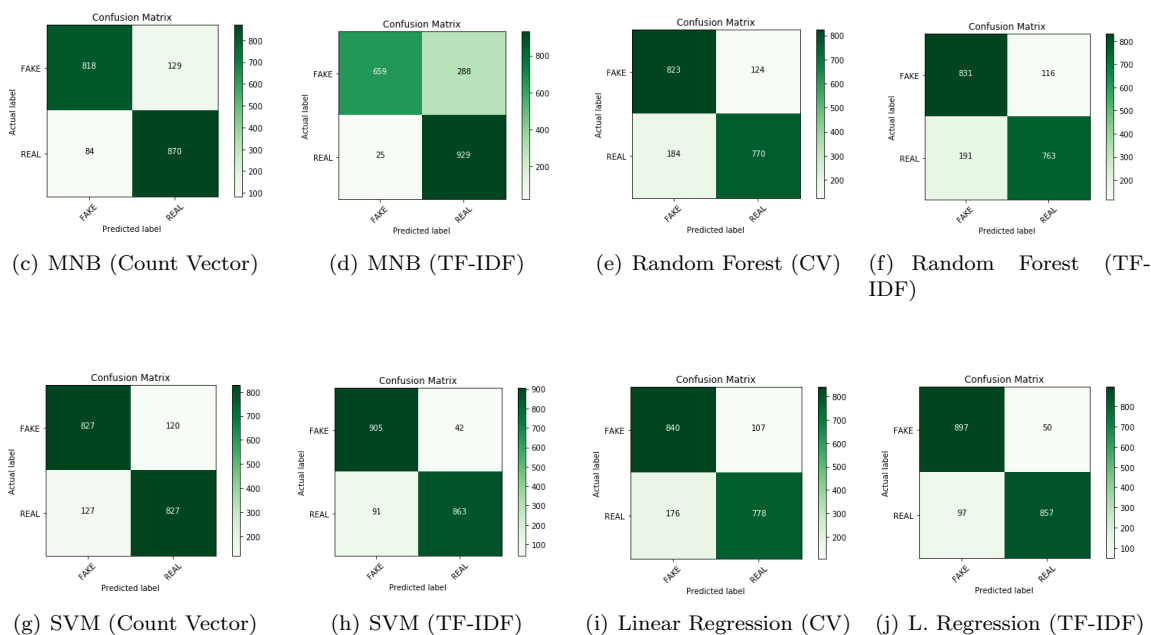 Confusion Matrix
FAKE 818 129 800
700
600
500
400
300
200
100
REAL 84 870
Actual label
FAKE REAL
Predicted label
(c) MNB (Count Vector)
Confusion Matrix
FAKE 659 288 800
600
400
200
REAL 25 929
Actual label
FAKE REAL
Predicted label
(d) MNB (TF-IDF)
Confusion Matrix
FAKE 823 124 800
700
600
500
400
300
200
REAL 184 770
Actual label
FAKE REAL
Predicted label
(e) Random Forest (CV)
Confusion Matrix
FAKE 831 116 800
700
600
500
400
300
200
REAL 191 763
Actual label
FAKE REAL
Predicted label
(f) Random Forest (TF-
IDF)
Confusion Matrix
FAKE 827 120 800
700
600
500
400
300
200
REAL 127 827
Actual label
FAKE REAL
Predicted label
(g) SVM (Count Vector)
Confusion Matrix
FAKE 905 42 900
800
700
600
500
400
300
200
100
REAL 91 863
Actual label
FAKE REAL
Predicted label
(h) SVM (TF-IDF)
Confusion Matrix
FAKE 840 107 800
700
600
500
400
300
200
REAL 176 778
Actual label
FAKE REAL
Predicted label
(i) Linear Regression (CV)
Confusion Matrix
FAKE 897 50 800
700
600
500
400
300
200
100
REAL 97 857
Actual label
FAKE REAL
Predicted label
(j) L. Regression (TF-IDF)